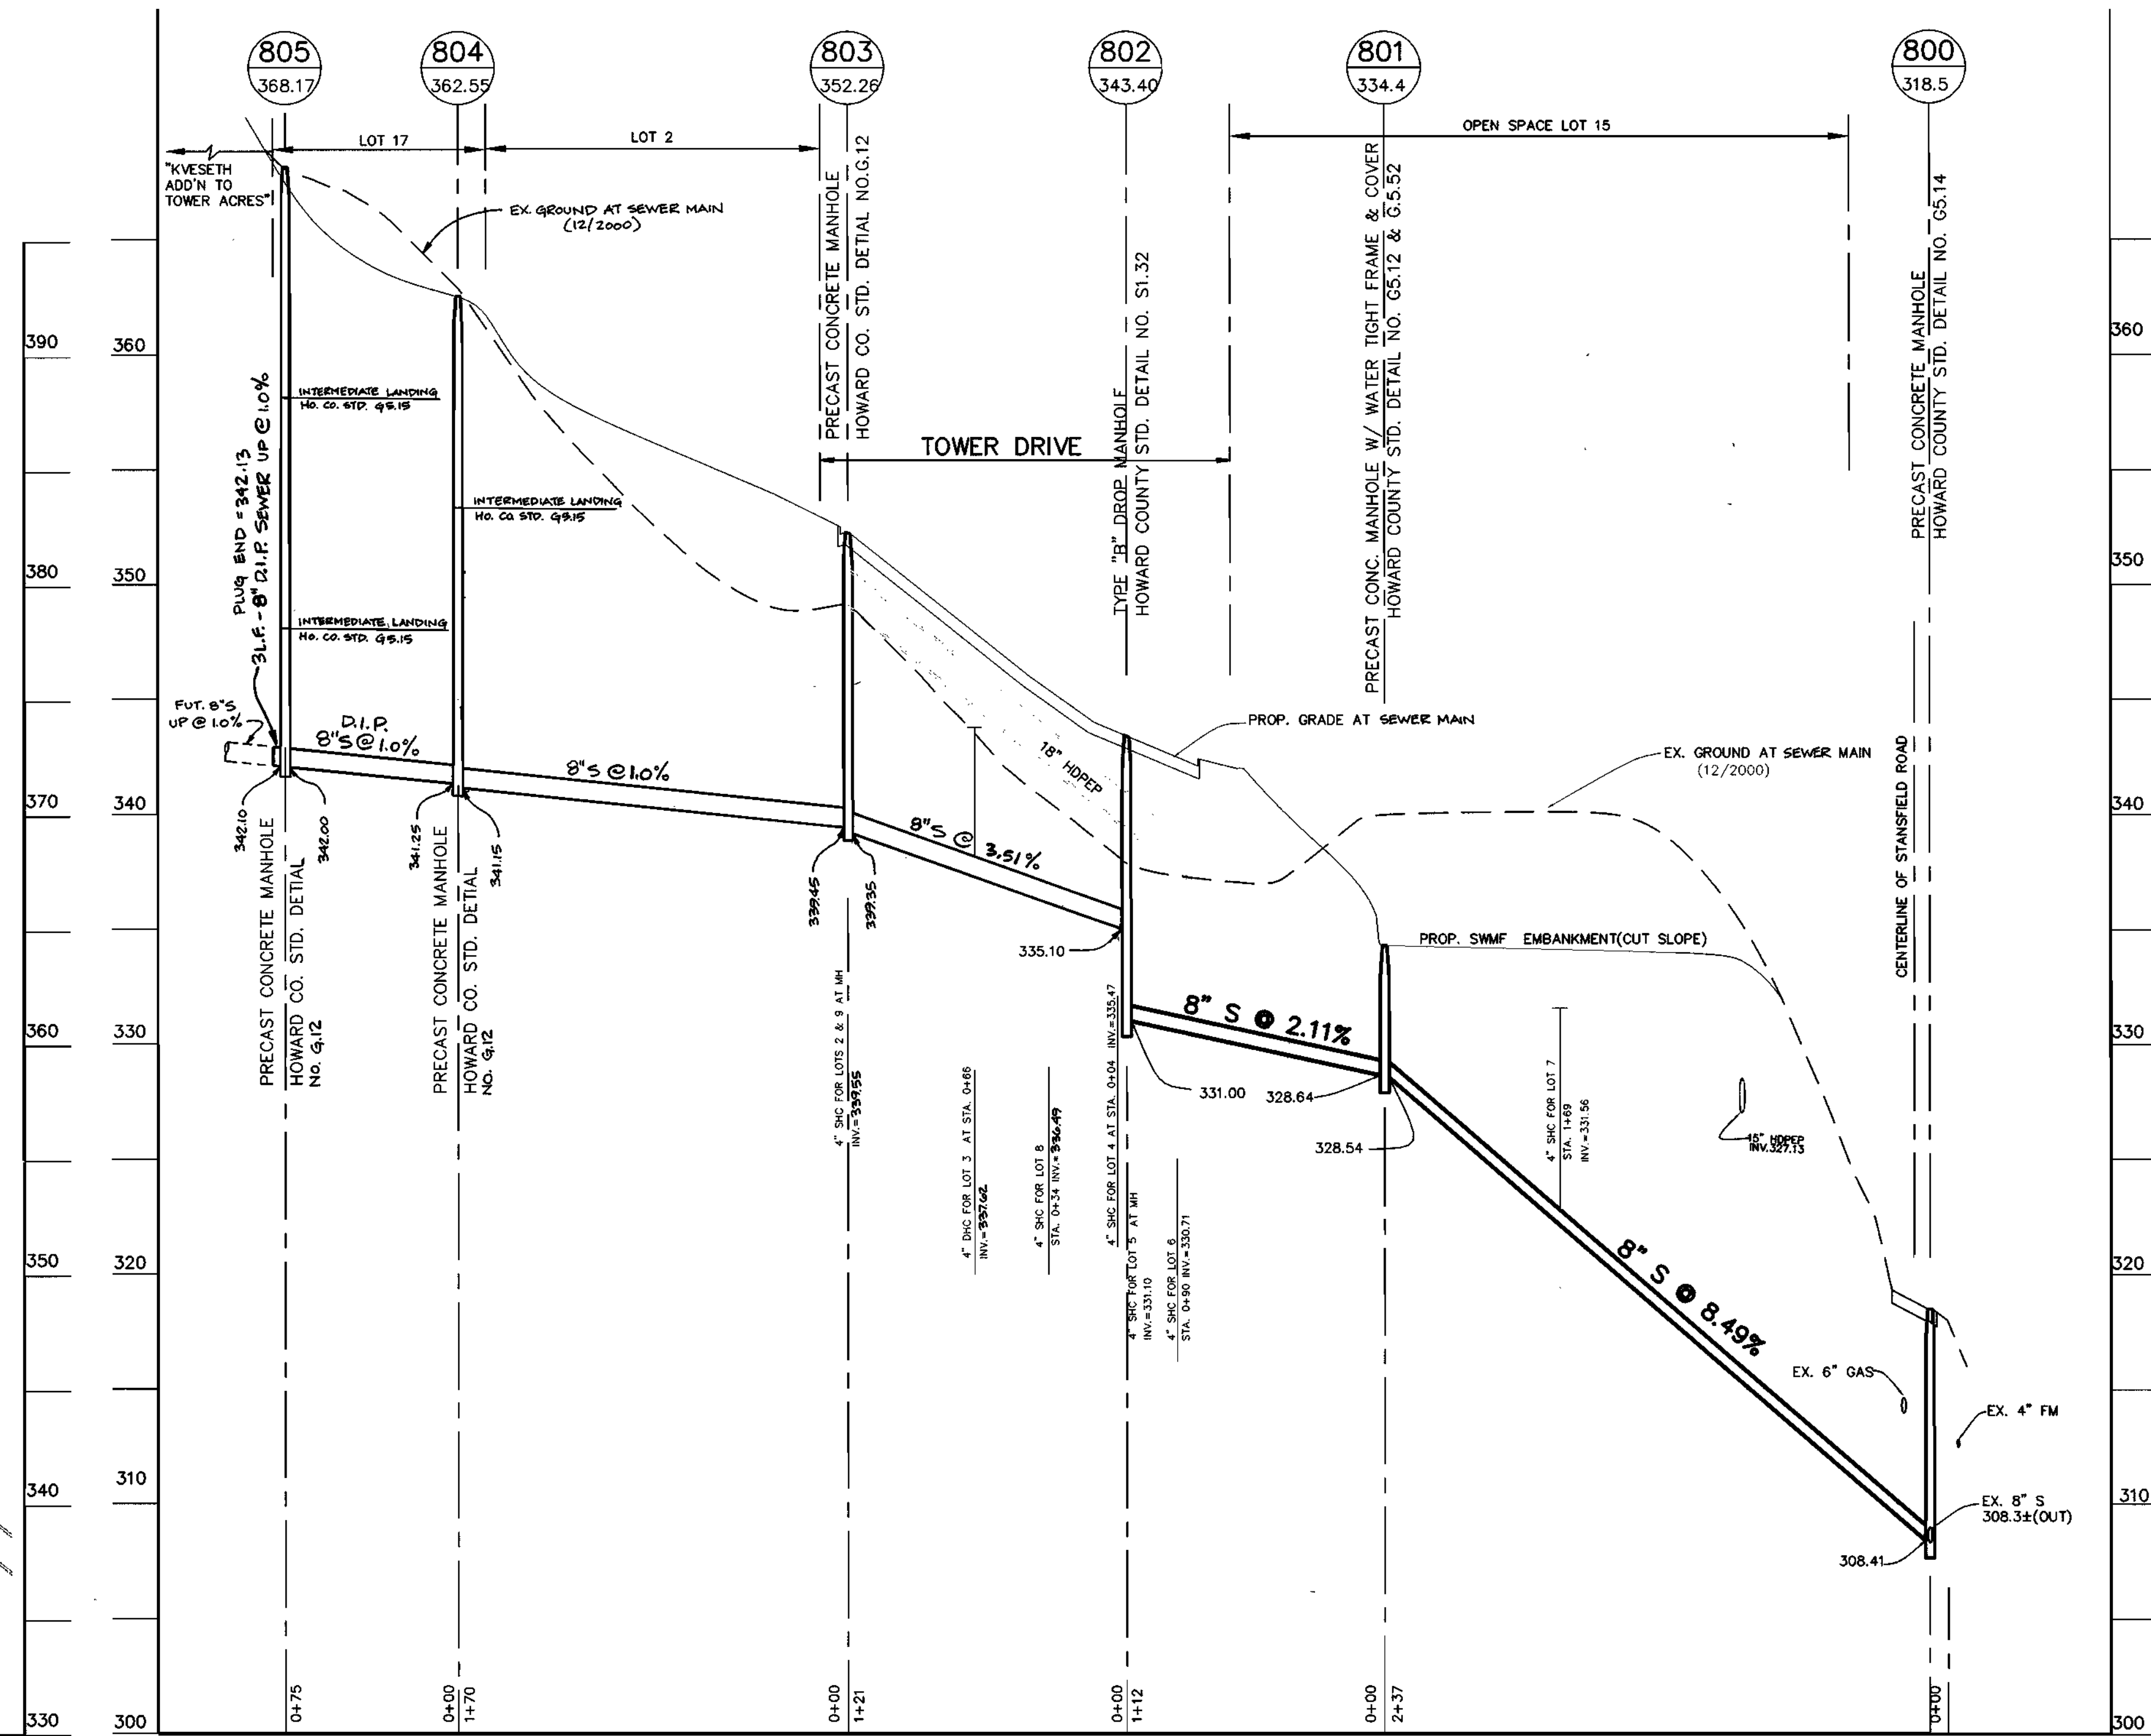 805
368.17
804
362.55
803
352.26
802
343.40
801
334.4
800
318.5
LOT 17
LOT 2
OPEN SPACE LOT 15
"KVESETH
ADD'N TO
TOWER ACRES"
EX. GROUND AT SEWER MAIN
(12/2000)
PRECAST CONCRETE MANHOLE
HOWARD CO. STD. DETIAL NO.G.12
TYPE "B" DROP MANHOLE
HOWARD COUNTY STD. DETAIL NO. S1.32
PRECAST CONC. MANHOLE W/ WATER TIGHT FRAME & COVER
HOWARD COUNTY STD. DETAIL NO. G5.12 & G.5.52
PRECAST CONCRETE MANHOLE
HOWARD COUNTY STD. DETAIL NO. G5.14
TOWER DRIVE
INTERMEDIATE LANDING
HO. CO. STD. G5.15
INTERMEDIATE LANDING
HO. CO. STD. G5.15
INTERMEDIATE LANDING
HO. CO. STD. G5.15
PLUG END = 342.13
3L.F. - 8" D.I.P. SEWER UP @ 1.0%
FUT. 8"S
UP @ 1.0%
D.I.P.
8"S @ 1.0%
8"S @ 1.0%
8"S @ 3.51%
18" HDPEP
PROP. GRADE AT SEWER MAIN
EX. GROUND AT SEWER MAIN
(12/2000)
CENTERLINE OF STANSFIELD ROAD
PROP. SWMF EMBANKMENT(CUT SLOPE)
342.10
342.00
341.25
341.15
339.45
339.35
335.10
8" S @ 2.11%
331.00
328.64
328.54
PRECAST CONCRETE MANHOLE
HOWARD CO. STD. DETIAL
No. G.12
PRECAST CONCRETE MANHOLE
HOWARD CO. STD. DETIAL
No. G.12
4" SHC FOR LOTS 2 & 9 AT MH
INV.=339.55
4" DHC FOR LOT 3 AT STA. 0+66
INV.=337.62
4" SHC FOR LOT 8
STA. 0+34 INV.=336.49
4" SHC FOR LOT 4 AT STA. 0+04 INV.=335.47
4" SHC FOR LOT 5 AT MH
INV.=331.10
4" SHC FOR LOT 6
STA. 0+90 INV.=330.71
4" SHC FOR LOT 7
STA. 1+69
INV.=331.56
15" HDPEP
INV.327.13
8" S @ 8.49%
EX. 6" GAS
EX. 4" FM
EX. 8" S
308.3±(OUT)
308.41
390
380
370
360
350
340
330
360
350
340
330
320
310
300
360
350
340
330
320
310
300
0+75
0+00
1+70
0+00
1+21
0+00
1+12
0+00
2+37
0+00